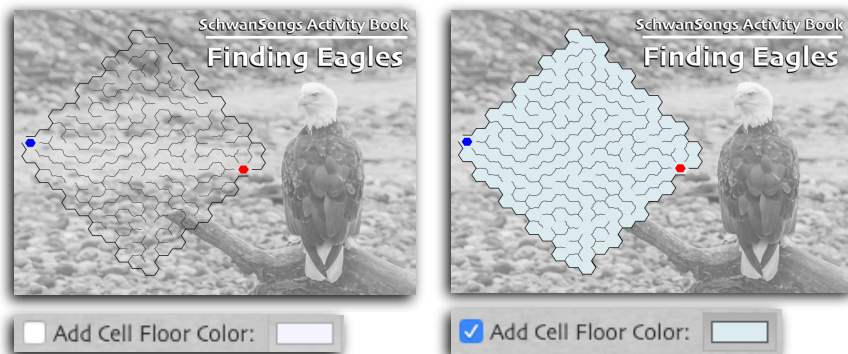 SchwanSongs Activity Book
Finding Eagles
Add Cell Floor Color:
SchwanSongs Activity Book
Finding Eagles
Add Cell Floor Color: